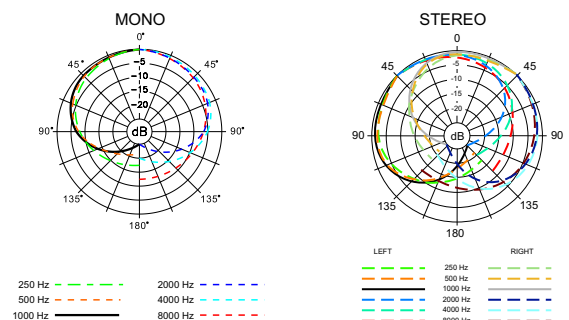 MONO STEREO
0° 0
45° 45° 45 45
−5 -5
−10 -10
−15 -15
−20 -20
90° dB 90° 90 dB 90
135° 135° 135 135
180° 180
LEFT RIGHT
250 Hz 2000 Hz 250 Hz
500 Hz 4000 Hz 500 Hz
1000 Hz 8000 Hz 1000 Hz
2000 Hz
4000 Hz